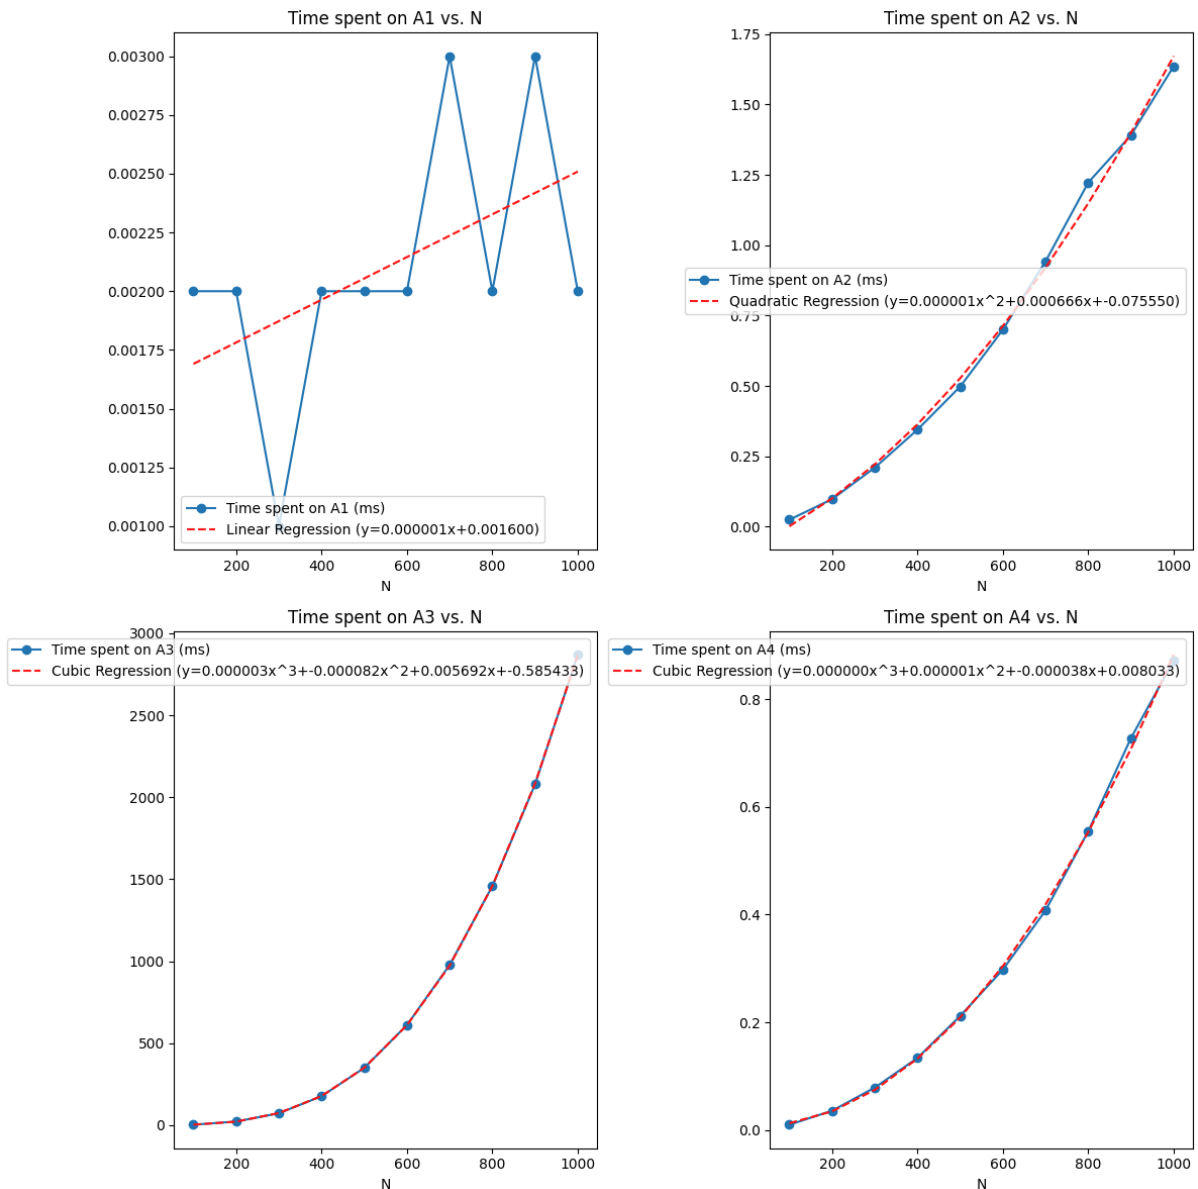 Time spent on A1 vs. N
0.00300
0.00275
0.00250
0.00225
0.00200
0.00175
0.00150
0.00125
0.00100
Time spent on A1 (ms)
Linear Regression (y=0.000001x+0.001600)
200 400 600 800 1000
N
Time spent on A2 vs. N
1.75
1.50
1.25
1.00
0.75
0.50
0.25
0.00
Time spent on A2 (ms)
Quadratic Regression (y=0.000001x^2+0.000666x+-0.075550)
200 400 600 800 1000
N
Time spent on A3 vs. N
3000
2500
2000
1500
1000
500
0
Time spent on A3 (ms)
Cubic Regression (y=0.000003x^3+-0.000082x^2+0.005692x+-0.585433)
200 400 600 800 1000
N
Time spent on A4 vs. N
0.8
0.6
0.4
0.2
0.0
Time spent on A4 (ms)
Cubic Regression (y=0.000000x^3+0.000001x^2+-0.000038x+0.008033)
200 400 600 800 1000
N